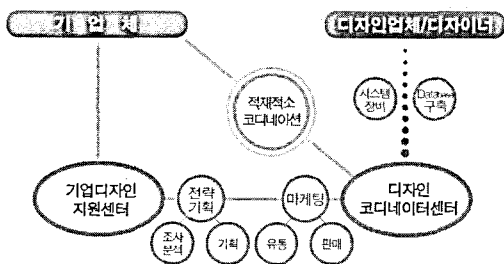 기 업 체
디자인업체/디자이너
시스템
장비
Database
구축
적재적소
코디네이션
기업디자인
지원센터
전략
기획
마케팅
디자인
코디네이터센터
조사
분석
기획
유통
판매